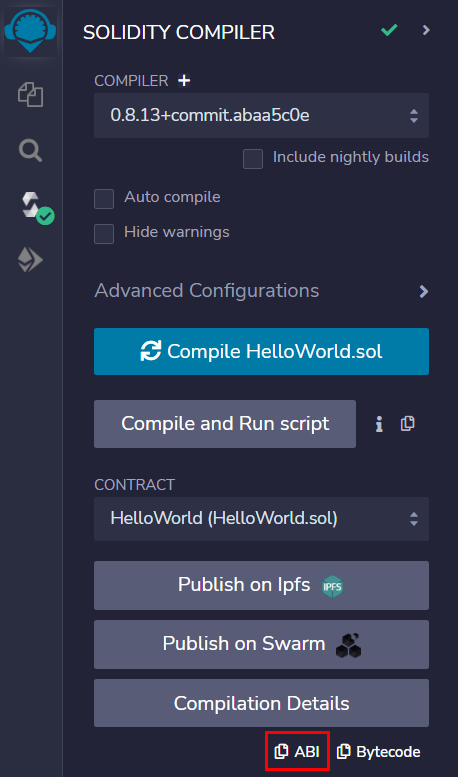 SOLIDITY COMPILER
COMPILER +
0.8.13+commit.abaa5c0e
Include nightly builds
Auto compile
Hide warnings
Advanced Configurations
Compile HelloWorld.sol
Compile and Run script
CONTRACT
HelloWorld (HelloWorld.sol)
Publish on Ipfs IPFS
Publish on Swarm
Compilation Details
ABI Bytecode